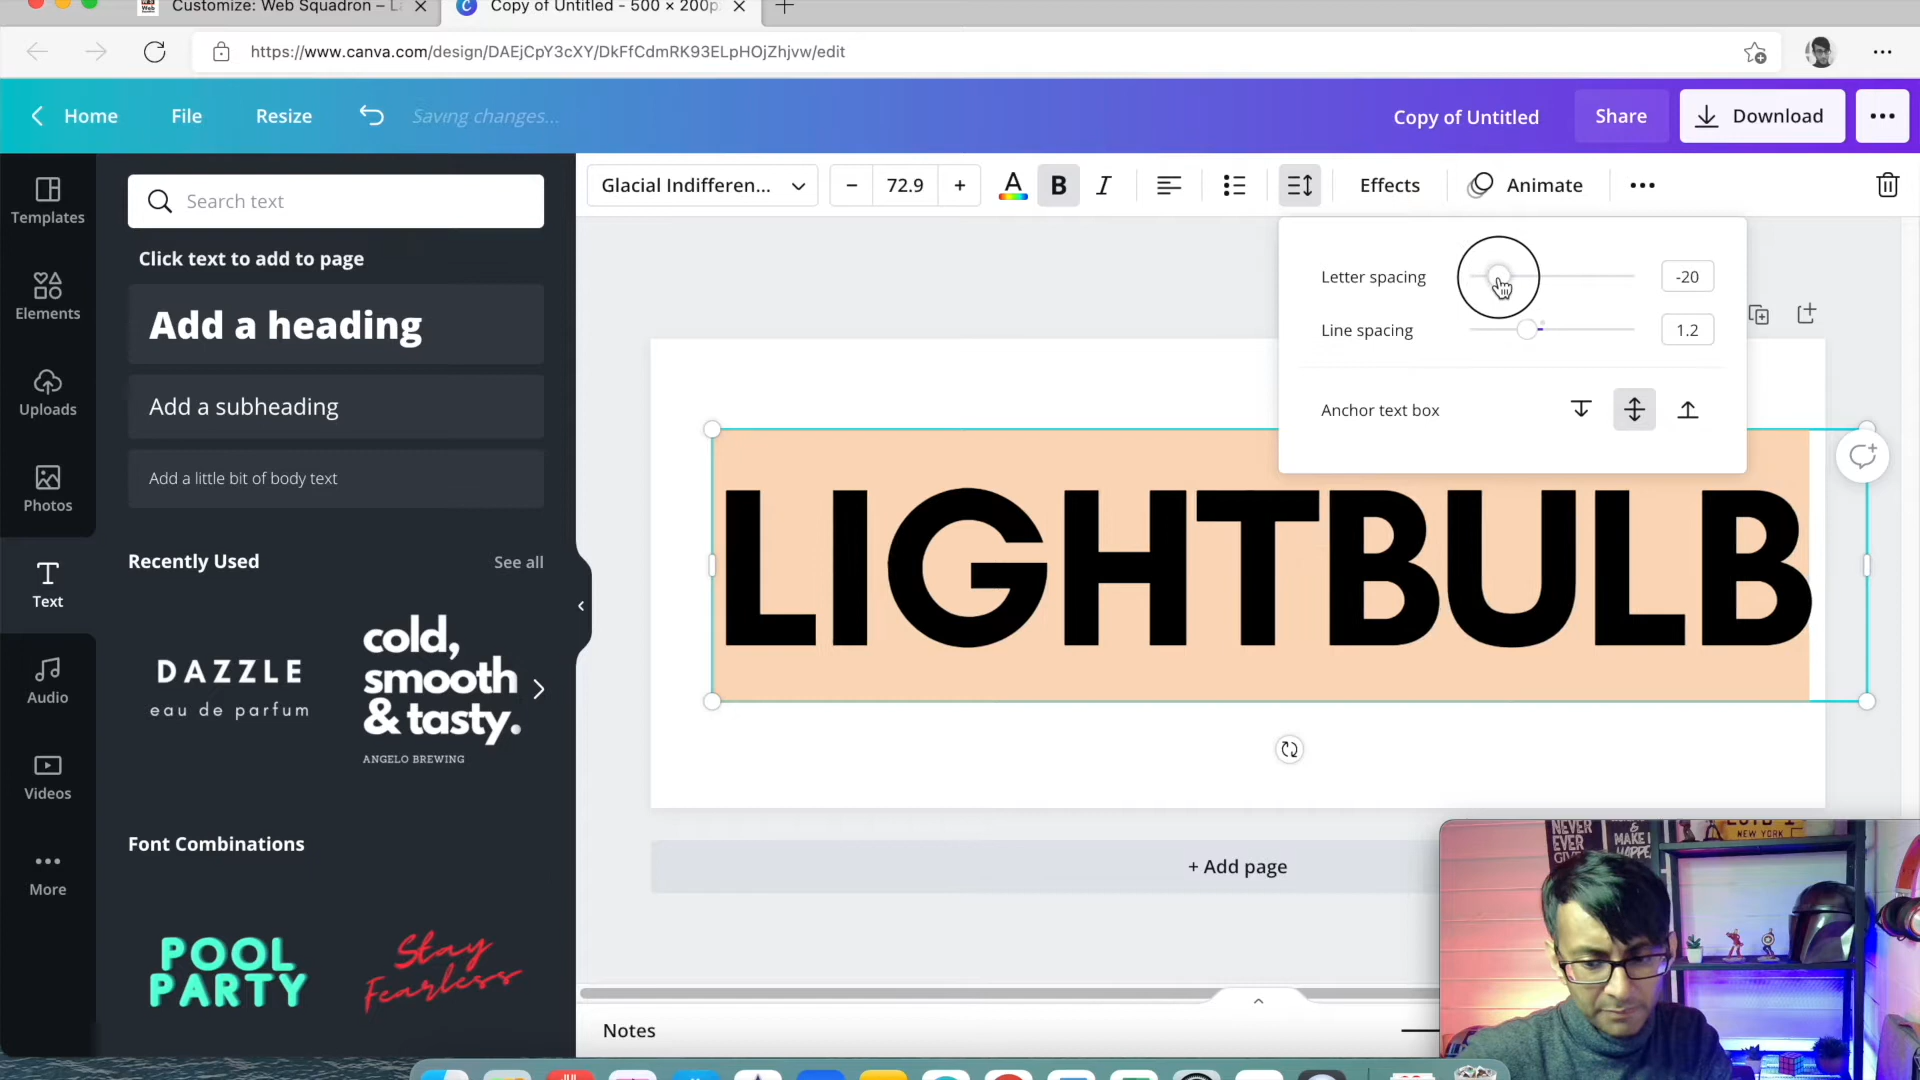 Customize: Web Squadron – L
Copy of Untitled - 500 × 200p
https://www.canva.com/design/DAEjCpY3cXY/DkFfCdmRK93ELpHOjZhjvw/edit
Home
File
Resize
Saving changes...
Copy of Untitled
Share
Download
Templates
Elements
Uploads
Photos
Text
Audio
Videos
More
Search text
Click text to add to page
Add a heading
Add a subheading
Add a little bit of body text
Recently Used
See all
DAZZLE
eau de parfum
cold,
smooth
& tasty.
ANGELO BREWING
Font Combinations
POOL
PARTY
Stay
Fearless
Glacial Indifferen...
72.9
A
B
I
Effects
Animate
Letter spacing
-20
Line spacing
1.2
Anchor text box
LIGHTBULB
+ Add page
Notes
NEVER
EVER
GIVE
&
MAKE I
HAPPE
NEW YORK